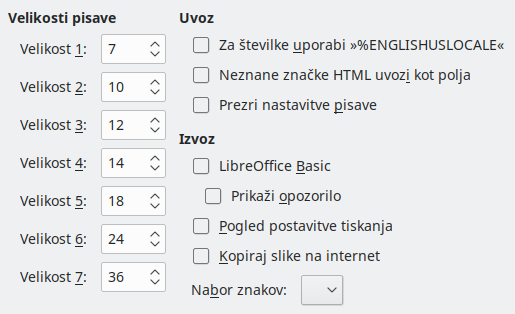 Velikosti pisave
Velikost 1: 7
Velikost 2: 10
Velikost 3: 12
Velikost 4: 14
Velikost 5: 18
Velikost 6: 24
Velikost 7: 36
Uvoz
Za številke uporabi »%ENGLISHUSLOCALE«
Neznane značke HTML uvozi kot polja
Prezri nastavitve pisave
Izvoz
LibreOffice Basic
Prikaži opozorilo
Pogled postavitve tiskanja
Kopiraj slike na internet
Nabor znakov: